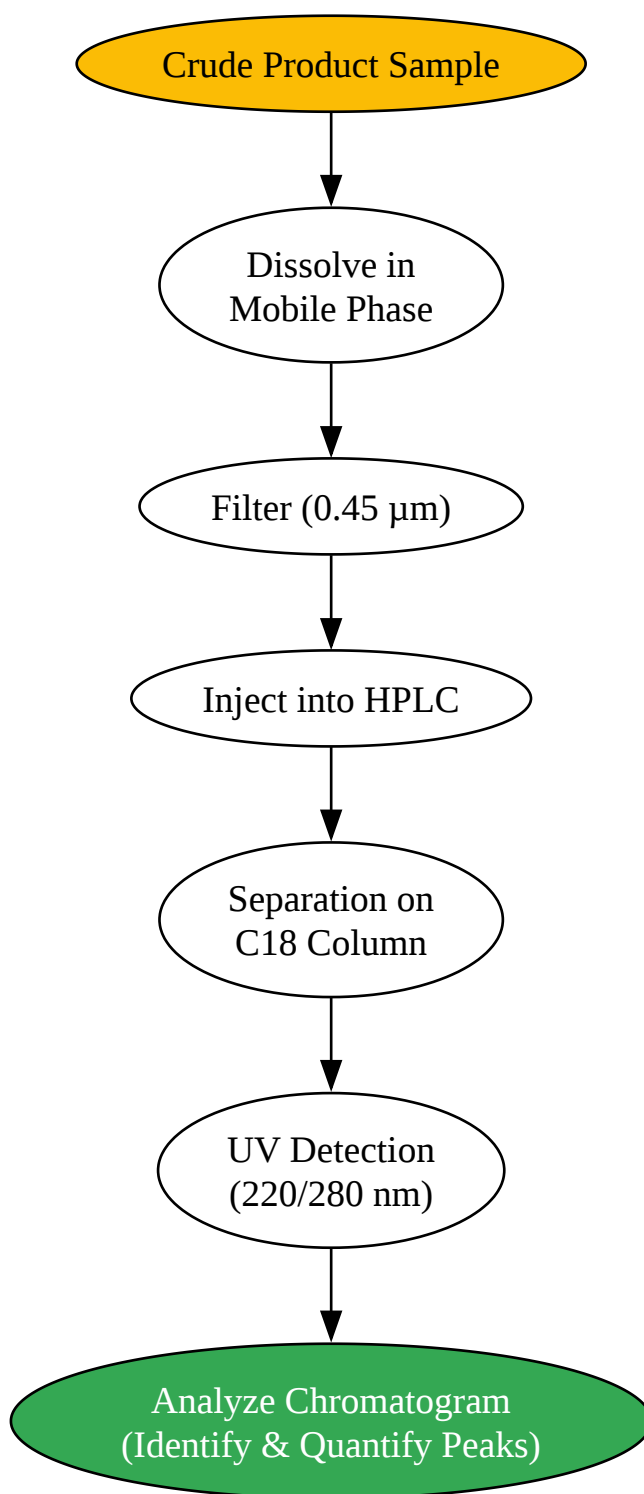 Crude Product Sample
Dissolve in
Mobile Phase
Filter (0.45 µm)
Inject into HPLC
Separation on
C18 Column
UV Detection
(220/280 nm)
Analyze Chromatogram
(Identify & Quantify Peaks)